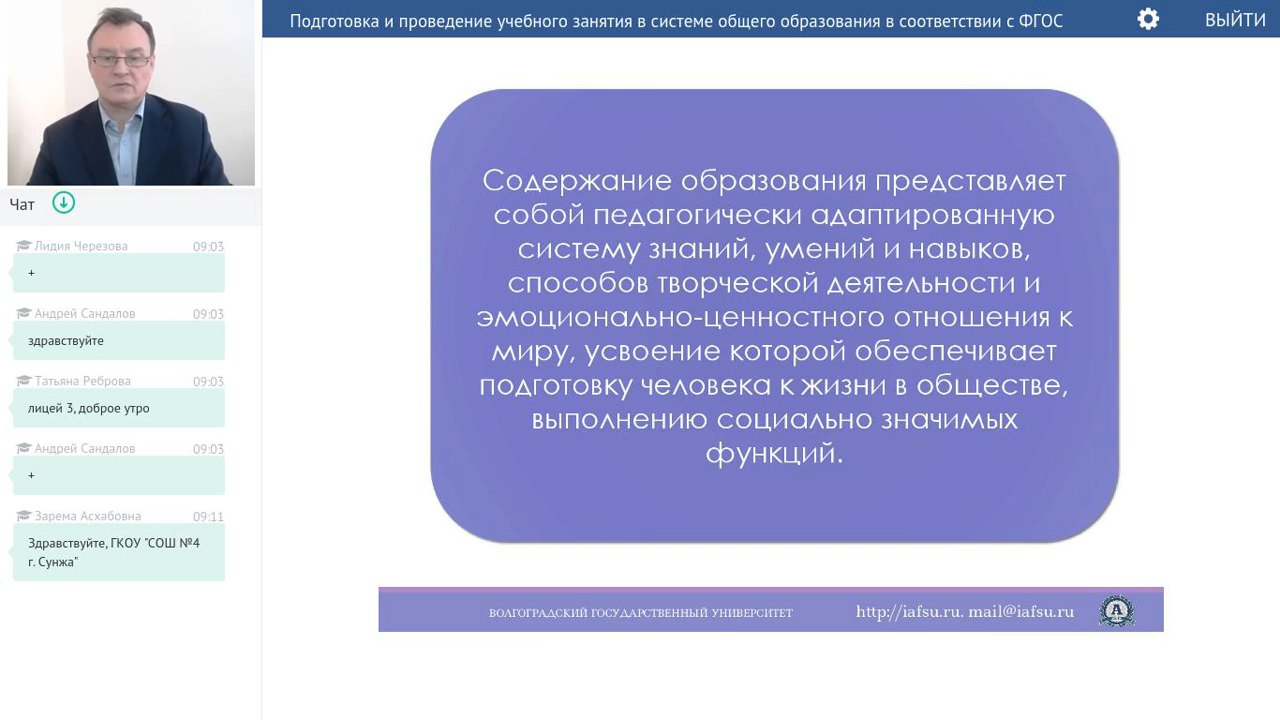 Подготовка и проведение учебного занятия в системе общего образования в соответствии с ФГОС
ВЫЙТИ
Чат
Лидия Черезова 09:03
+
Андрей Сандалов 09:03
здравствуйте
Татьяна Реброва 09:03
лицей 3, доброе утро
Андрей Сандалов 09:03
+
Зарема Асхабовна 09:11
Здравствуйте, ГКОУ "СОШ №4
г. Сунжа"
Содержание образования представляет
собой педагогически адаптированную
систему знаний, умений и навыков,
способов творческой деятельности и
эмоционально-ценностного отношения к
миру, усвоение которой обеспечивает
подготовку человека к жизни в обществе,
выполнению социально значимых
функций.
ВОЛГОГРАДСКИЙ ГОСУДАРСТВЕННЫЙ УНИВЕРСИТЕТ
http://iafsu.ru. mail@iafsu.ru